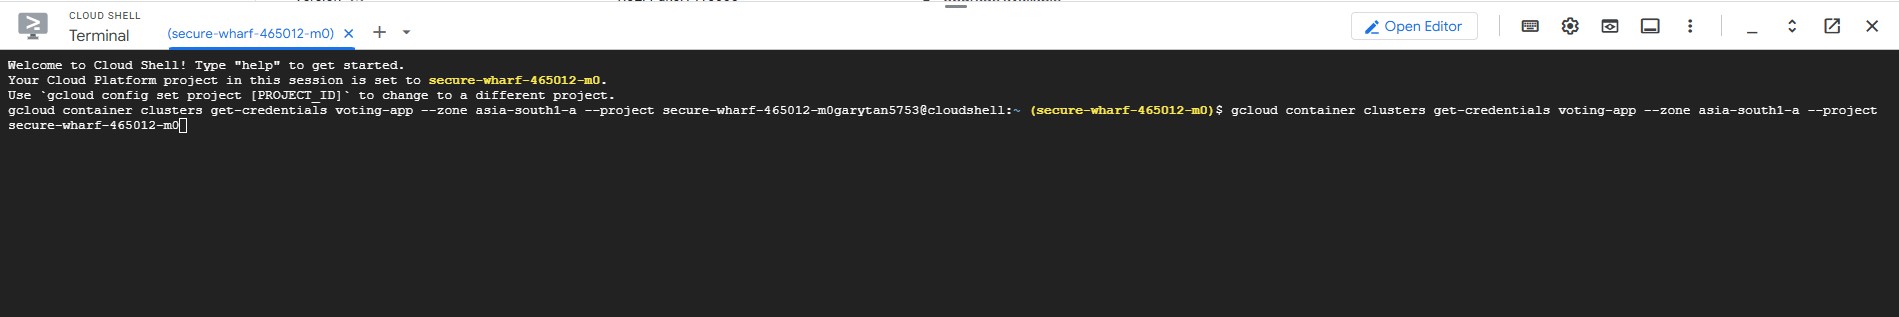 CLOUD SHELL
Terminal
(secure-wharf-465012-m0)
Open Editor
Welcome to Cloud Shell! Type "help" to get started.
Your Cloud Platform project in this session is set to secure-wharf-465012-m0.
Use `gcloud config set project [PROJECT_ID]` to change to a different project.
gcloud container clusters get-credentials voting-app --zone asia-south1-a --project secure-wharf-465012-m0garytan5753@cloudshell:~ (secure-wharf-465012-m0)$ gcloud container clusters get-credentials voting-app --zone asia-south1-a --project
secure-wharf-465012-m0